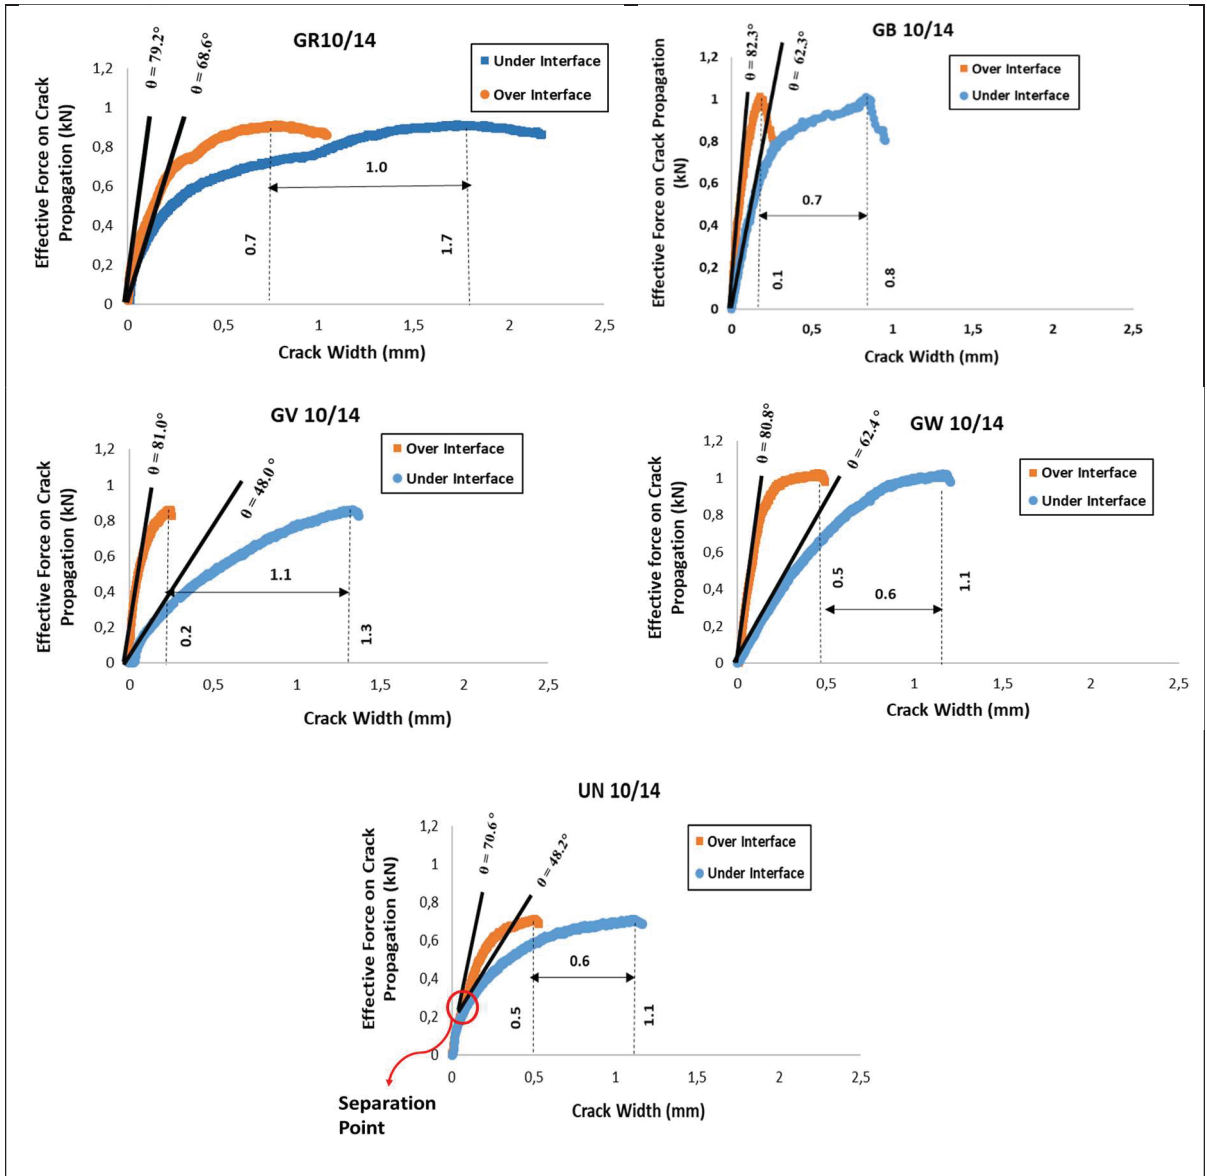 GR10/14
θ = 79.2°
θ = 68.6°
Under Interface
Over Interface
Effective Force on Crack
Propagation (kN)
1,2
1
0,8
0,6
0,4
0,2
0
1.0
0.7
1.7
0
0,5
1
1,5
2
2,5
Crack Width (mm)
GB 10/14
θ = 82.3°
θ = 62.3°
Over Interface
Under Interface
Effective Force on Crack Propagation
(kN)
1,2
1
0,8
0,6
0,4
0,2
0
0.7
0.1
0.8
0
0,5
1
1,5
2
2,5
Crack Width (mm)
GV 10/14
θ = 81.0°
θ = 48.0 °
Over Interface
Under Interface
Effective Force on Crack
Propagation (kN)
1,2
1
0,8
0,6
0,4
0,2
0
1.1
0.2
1.3
0
0,5
1
1,5
2
2,5
Crack Width (mm)
GW 10/14
θ = 80.8°
θ = 62.4 °
Over Interface
Under Interface
Effective force on Crack
Propagation (kN)
1,2
1
0,8
0,6
0,4
0,2
0
0.5
0.6
1.1
0
0,5
1
1,5
2
2,5
Crack Width (mm)
UN 10/14
θ = 70.6 °
θ = 48.2°
Over Interface
Under Interface
Effective Force on Crack
Propagation (kN)
1,2
1
0,8
0,6
0,4
0,2
0
0.6
0.5
1.1
0
0,5
1
1,5
2
2,5
Crack Width (mm)
Separation
Point